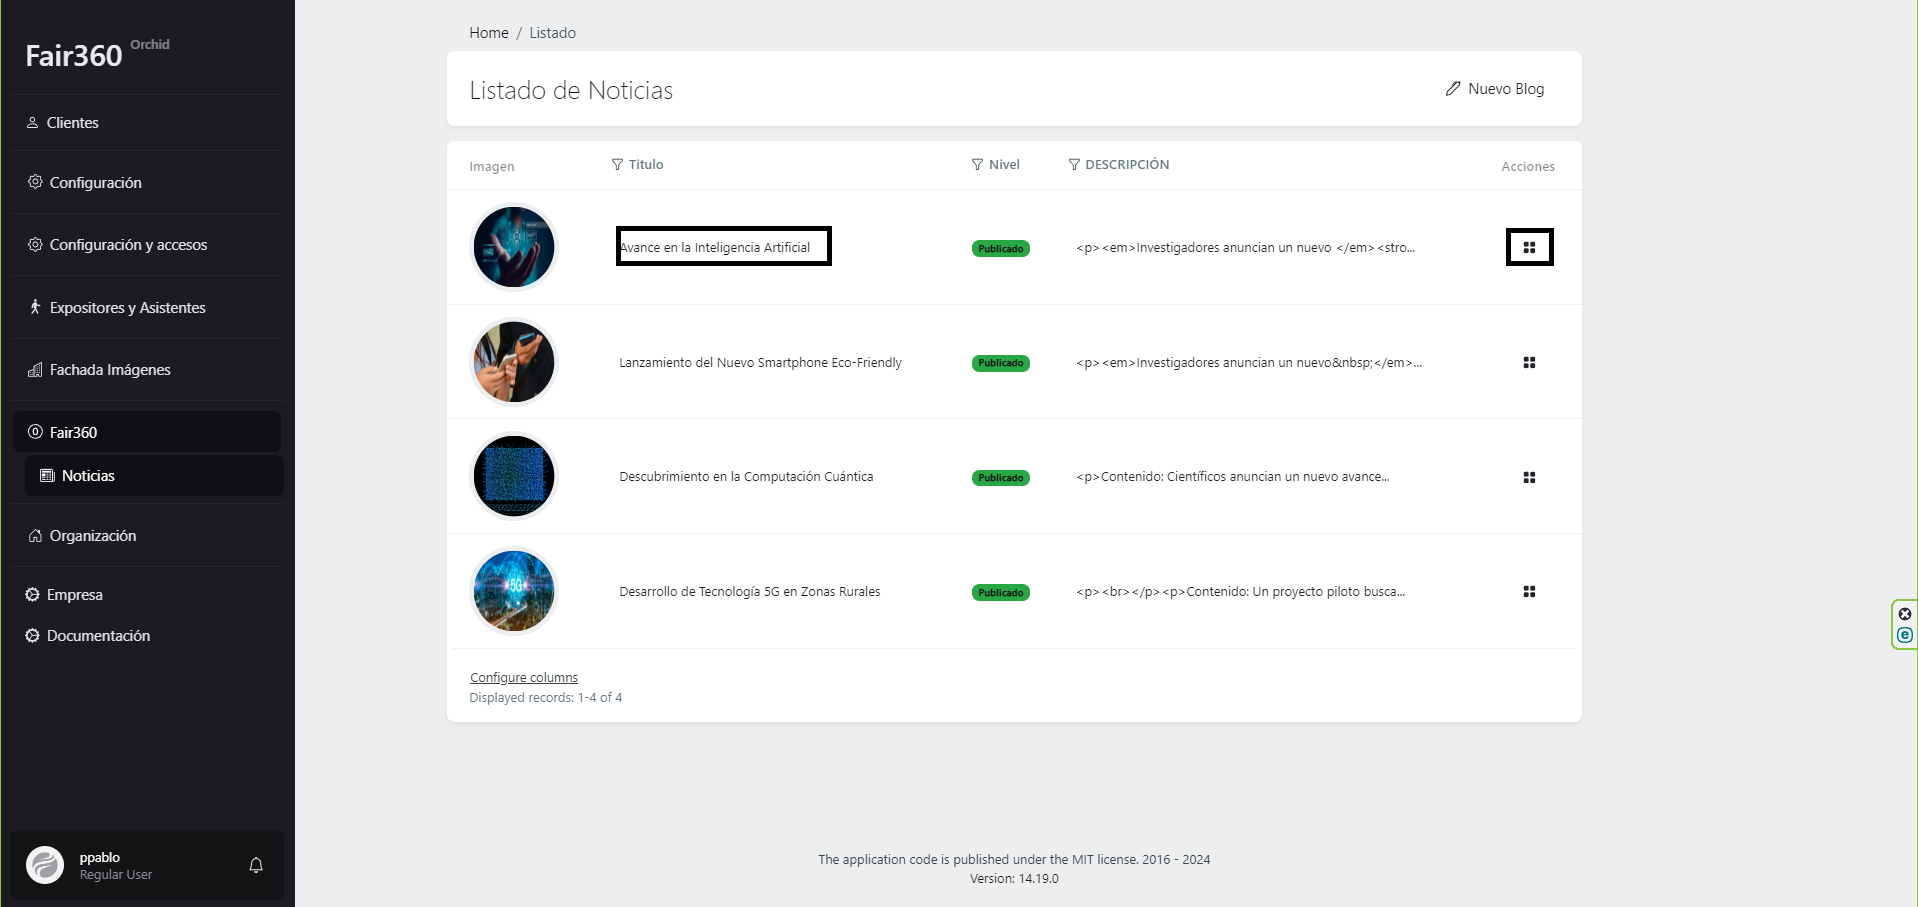 Fair360 Orchid
Clientes
Configuración
Configuración y accesos
Expositores y Asistentes
Fachada Imágenes
Fair360
Noticias
Organización
Empresa
Documentación
ppablo
Regular User
Home / Listado
Listado de Noticias
Nuevo Blog
Imagen Titulo Nivel DESCRIPCIÓN Acciones
Avance en la Inteligencia Artificial Publicado <p><em>Investigadores anuncian un nuevo </em><stro...
Lanzamiento del Nuevo Smartphone Eco-Friendly Publicado <p><em>Investigadores anuncian un nuevo&nbsp;</em>...
Descubrimiento en la Computación Cuántica Publicado <p>Contenido: Científicos anuncian un nuevo avance...
5G
Desarrollo de Tecnología 5G en Zonas Rurales Publicado <p><br></p><p>Contenido: Un proyecto piloto busca...
Configure columns
Displayed records: 1-4 of 4
The application code is published under the MIT license. 2016 - 2024
Version: 14.19.0